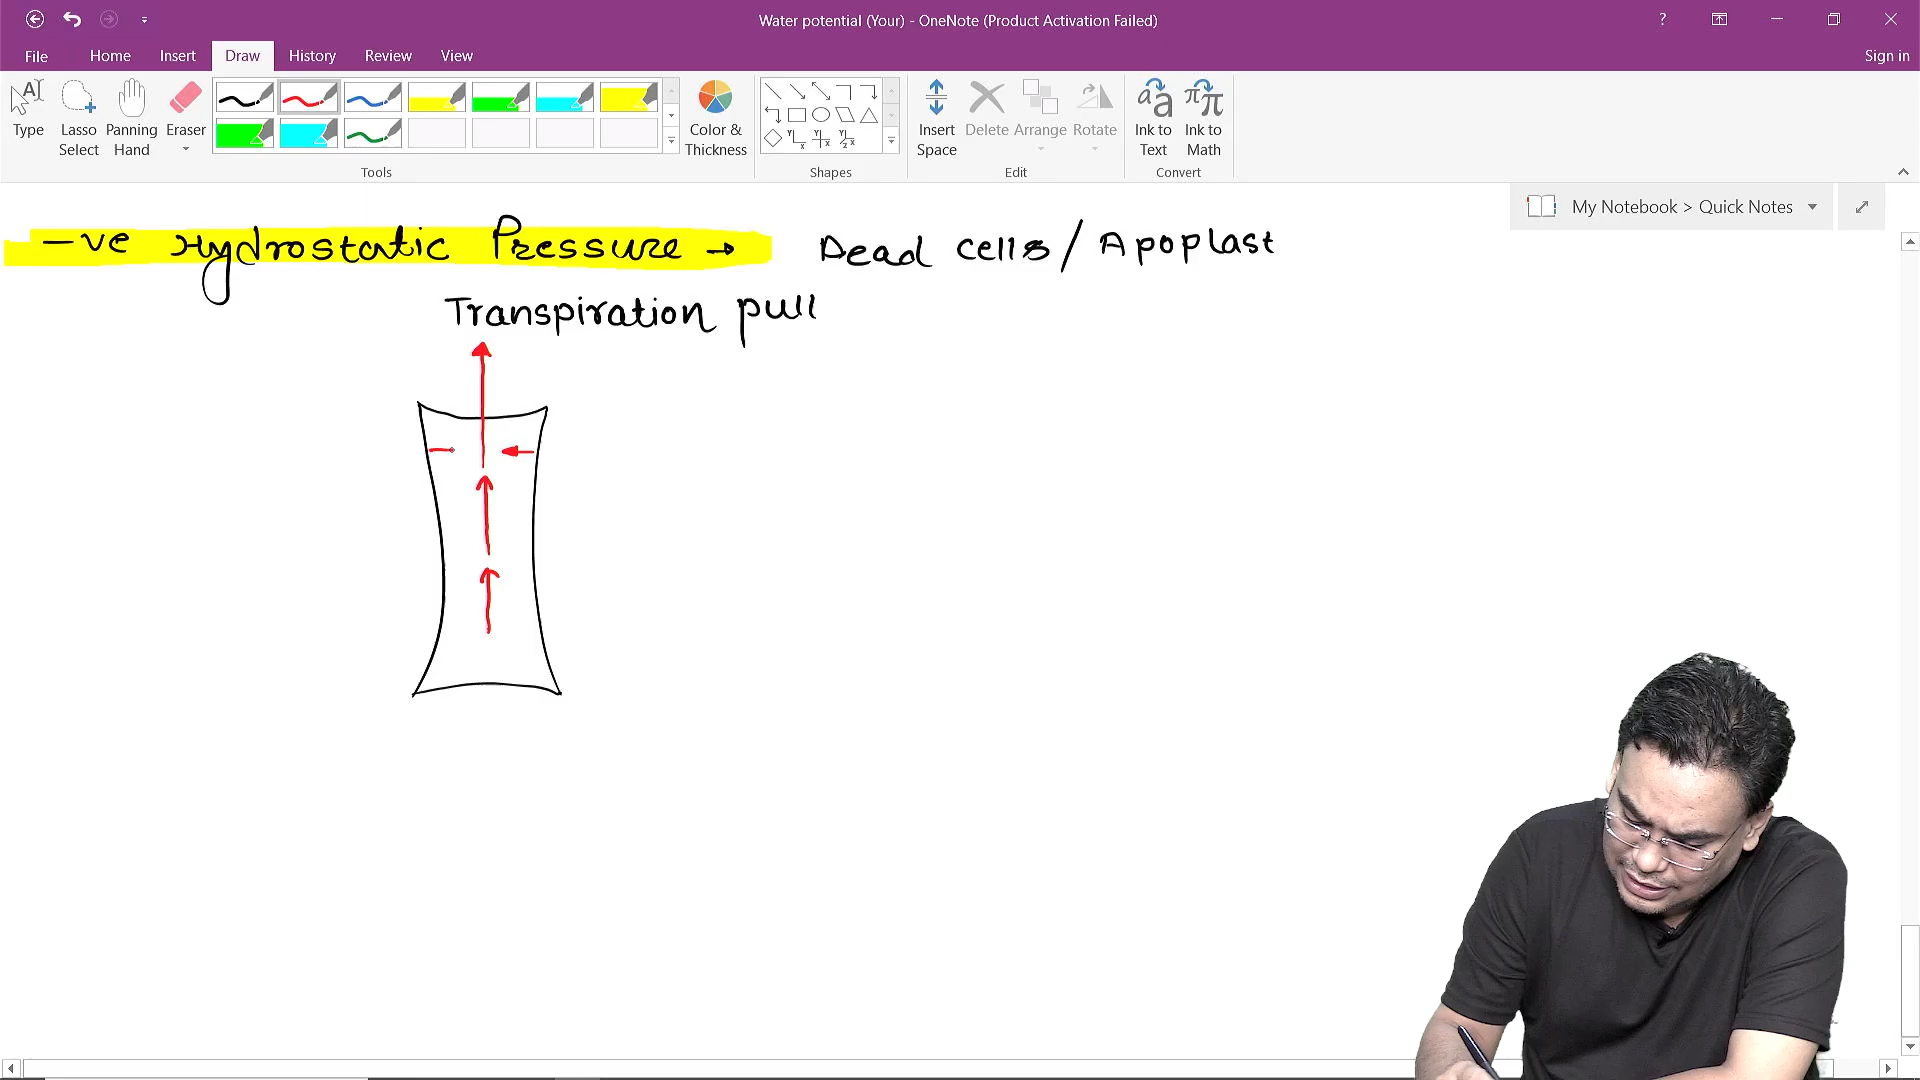 Water potential (Your) - OneNote (Product Activation Failed)
?
File Home Insert Draw History Review View
Sign in
Type
Lasso Select
Panning Hand
Eraser
Color & Thickness
Insert Space
Delete
Arrange
Rotate
Ink to Text
Ink to Math
Tools
Shapes
Edit
Convert
My Notebook > Quick Notes
-ve Hydrostatic Pressure → Dead cells / Apoplast
Transpiration pull